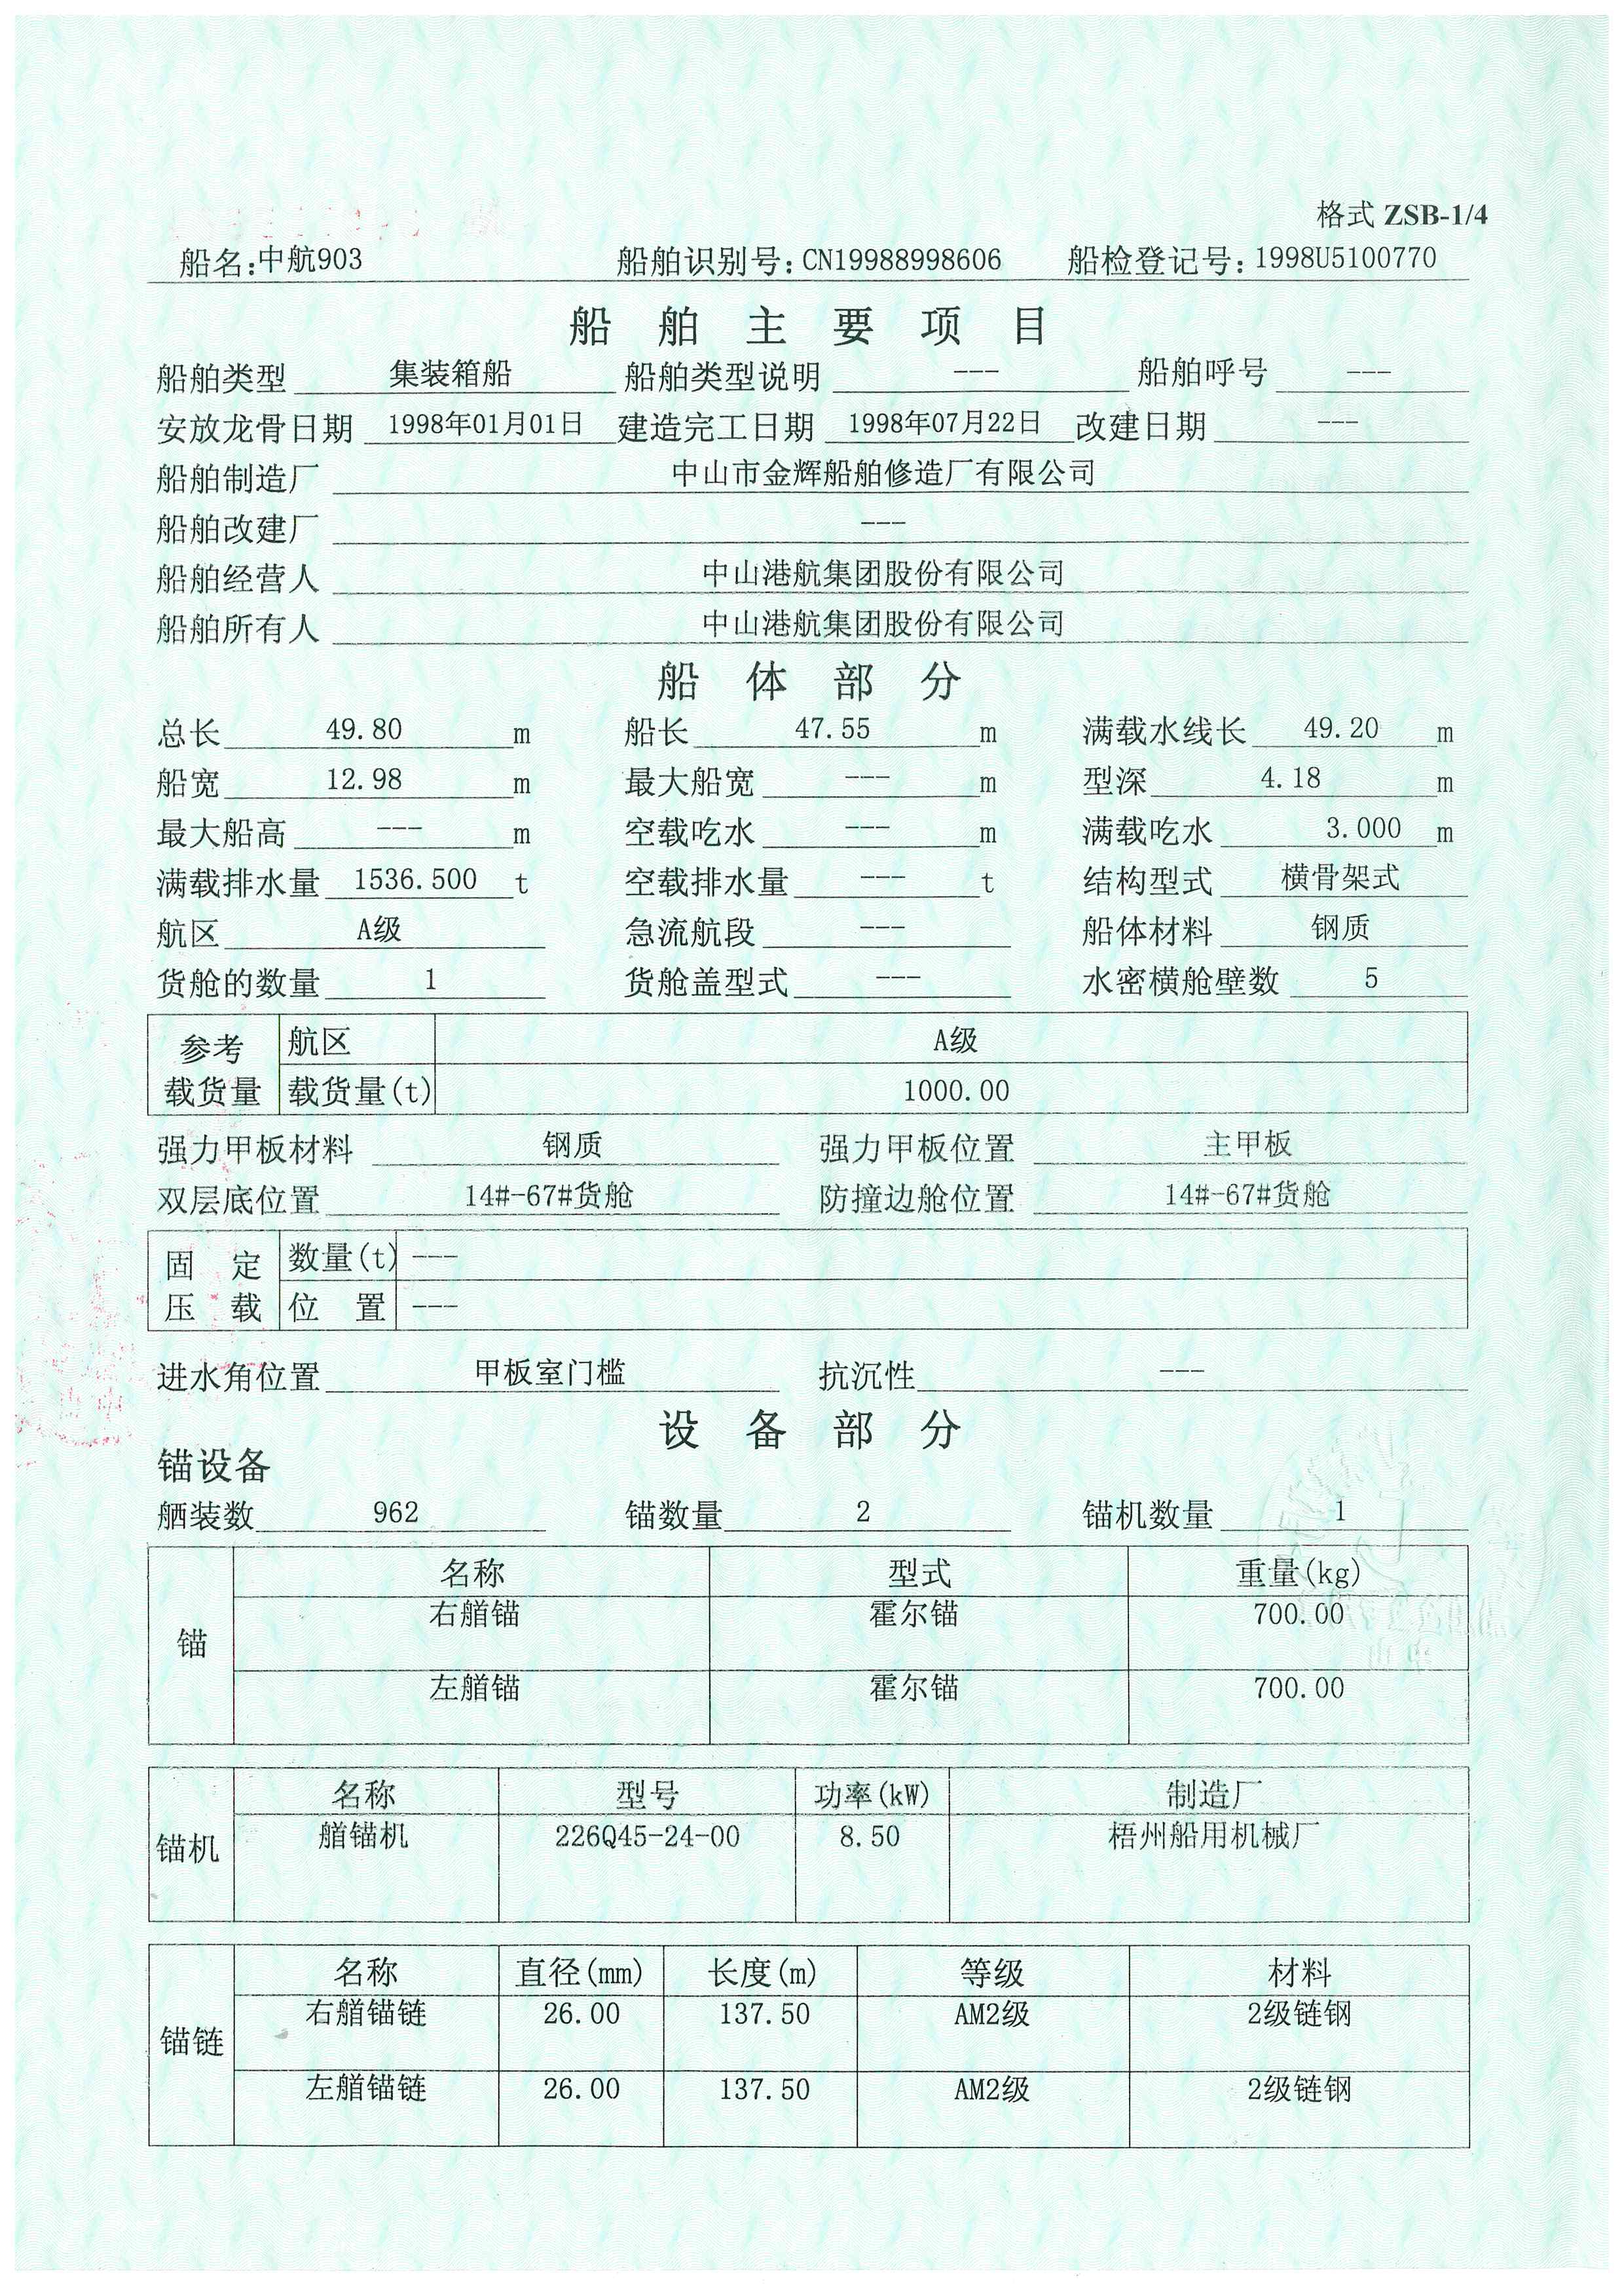 格式 ZSB-1/4
船名:中航903 船舶识别号:CN19988998606 船检登记号:1998U5100770
船舶主要项目
船舶类型 集装箱船 船舶类型说明 --- 船舶呼号 ---
安放龙骨日期 1998年01月01日 建造完工日期 1998年07月22日 改建日期 ---
船舶制造厂 中山市金辉船舶修造厂有限公司
船舶改建厂 ---
船舶经营人 中山港航集团股份有限公司
船舶所有人 中山港航集团股份有限公司
船体部分
总长 49.80 m 船长 47.55 m 满载水线长 49.20 m
船宽 12.98 m 最大船宽 --- m 型深 4.18 m
最大船高 --- m 空载吃水 --- m 满载吃水 3.000 m
满载排水量 1536.500 t 空载排水量 --- t 结构型式 横骨架式
航区 A级 急流航段 --- 船体材料 钢质
货舱的数量 1 货舱盖型式 --- 水密横舱壁数 5
参考载货量 航区 A级
载货量(t) 1000.00
强力甲板材料 钢质 强力甲板位置 主甲板
双层底位置 14#-67#货舱 防撞边舱位置 14#-67#货舱
固定压载 数量(t) ---
位置 ---
进水角位置 甲板室门槛 抗沉性 ---
设备部分
锚设备
舾装数 962 锚数量 2 锚机数量 1
锚 名称 型式 重量(kg)
右艏锚 霍尔锚 700.00
左艏锚 霍尔锚 700.00
锚机 名称 型号 功率(kW) 制造厂
艏锚机 226Q45-24-00 8.50 梧州船用机械厂
锚链 名称 直径(mm) 长度(m) 等级 材料
右艏锚链 26.00 137.50 AM2级 2级链钢
左艏锚链 26.00 137.50 AM2级 2级链钢